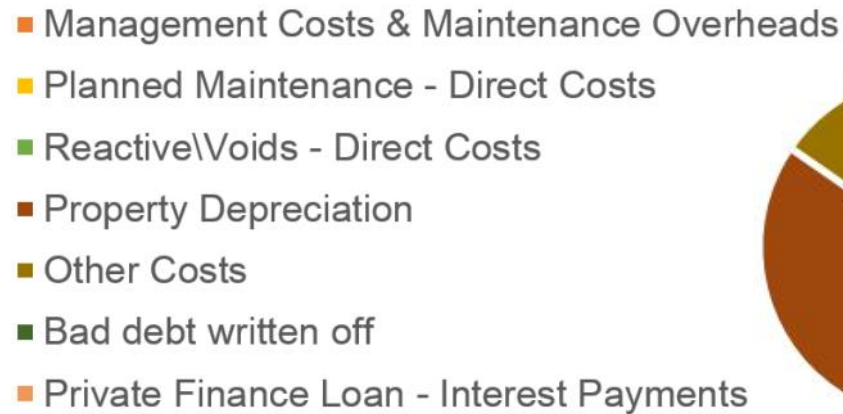 Management Costs & Maintenance Overheads
Planned Maintenance - Direct Costs
Reactive\Voids - Direct Costs
Property Depreciation
Other Costs
Bad debt written off
Private Finance Loan - Interest Payments